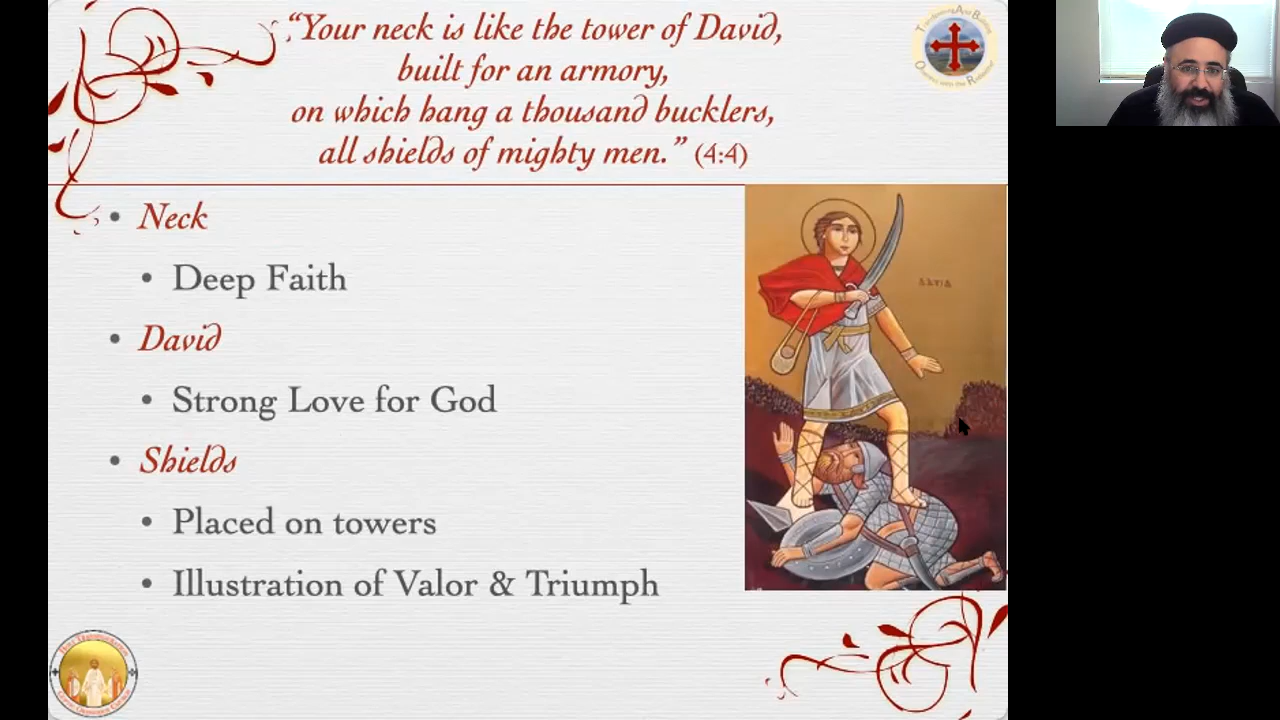 “Your neck is like the tower of David,
built for an armory,
on which hang a thousand bucklers,
all shields of mighty men.” (4:4)
• Neck
• Deep Faith
• David
• Strong Love for God
• Shields
• Placed on towers
• Illustration of Valor & Triumph